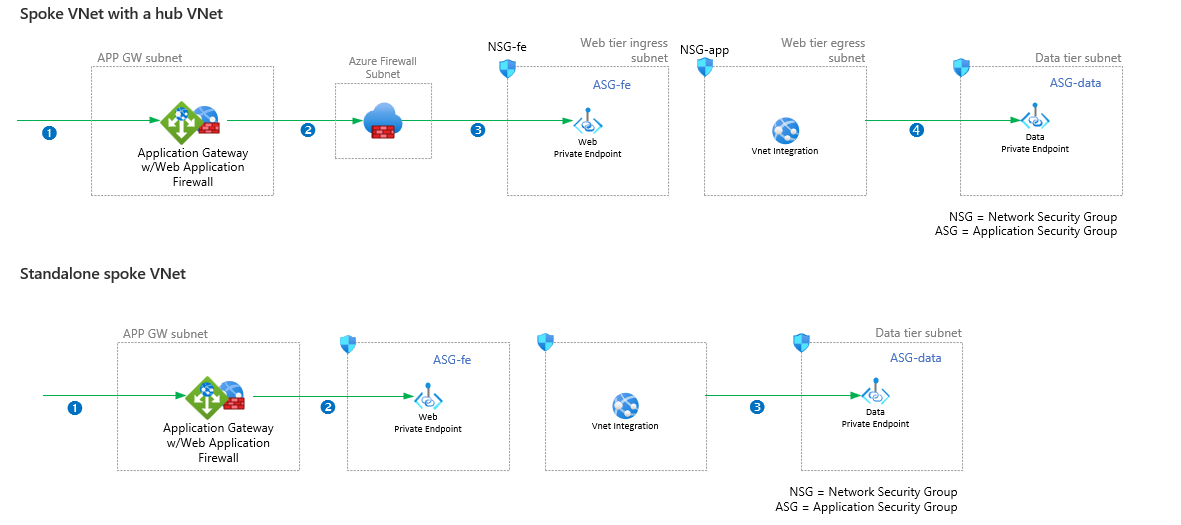 Spoke VNet with a hub VNet
APP GW subnet
Azure Firewall
Subnet
NSG-fe
Web tier ingress
subnet
NSG-app
Web tier egress
subnet
Data tier subnet
ASG-fe
ASG-data
1
2
3
4
Application Gateway
w/Web Application
Firewall
Web
Private Endpoint
Vnet Integration
Data
Private Endpoint
NSG = Network Security Group
ASG = Application Security Group
Standalone spoke VNet
APP GW subnet
Data tier subnet
ASG-fe
ASG-data
1
2
3
Application Gateway
w/Web Application
Firewall
Web
Private Endpoint
Vnet Integration
Data
Private Endpoint
NSG = Network Security Group
ASG = Application Security Group